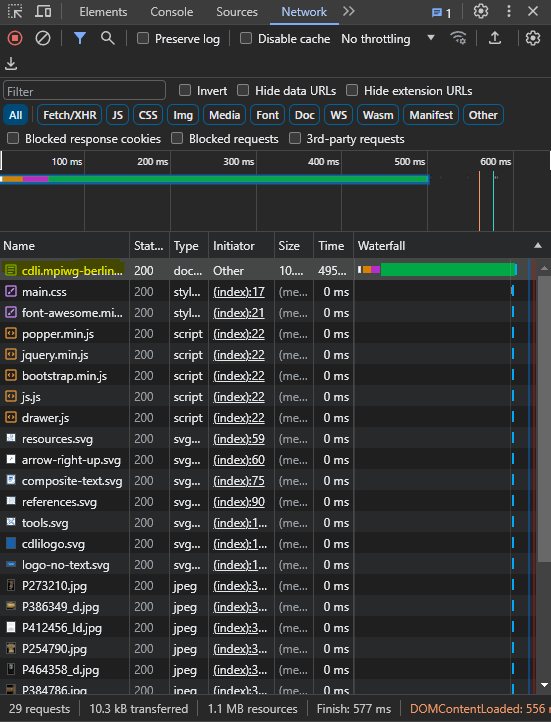 Elements Console Sources Network 1
Preserve log Disable cache No throttling
Filter Invert Hide data URLs Hide extension URLs
All Fetch/XHR JS CSS Img Media Font Doc WS Wasm Manifest Other
Blocked response cookies Blocked requests 3rd-party requests
100 ms 200 ms 300 ms 400 ms 500 ms 600 ms
Name Stat... Type Initiator Size Time Waterfall
cdli.mpiwg-berlin... 200 doc... Other 10.... 495...
main.css 200 styl... (index):17 (me... 0 ms
font-awesome.mi... 200 styl... (index):21 (me... 0 ms
popper.min.js 200 script (index):22 (me... 0 ms
jquery.min.js 200 script (index):22 (me... 0 ms
bootstrap.min.js 200 script (index):22 (me... 0 ms
js.js 200 script (index):22 (me... 0 ms
drawer.js 200 script (index):22 (me... 0 ms
resources.svg 200 svg... (index):59 (me... 0 ms
arrow-right-up.svg 200 svg... (index):60 (me... 0 ms
composite-text.svg 200 svg... (index):75 (me... 0 ms
references.svg 200 svg... (index):90 (me... 0 ms
tools.svg 200 svg... (index):1... (me... 0 ms
cdlilogo.svg 200 svg... (index):1... (me... 0 ms
logo-no-text.svg 200 svg... (index):1... (me... 0 ms
P273210.jpg 200 jpeg (index):3... (me... 0 ms
P386349_d.jpg 200 jpeg (index):3... (me... 0 ms
P412456_ld.jpg 200 jpeg (index):3... (me... 0 ms
P254790.jpg 200 jpeg (index):3... (me... 0 ms
P464358_d.jpg 200 jpeg (index):3... (me... 0 ms
P384786.jpg 200 jpeg (index):3... (me... 0 ms
29 requests 10.3 kB transferred 1.1 MB resources Finish: 577 ms DOMContentLoaded: 556